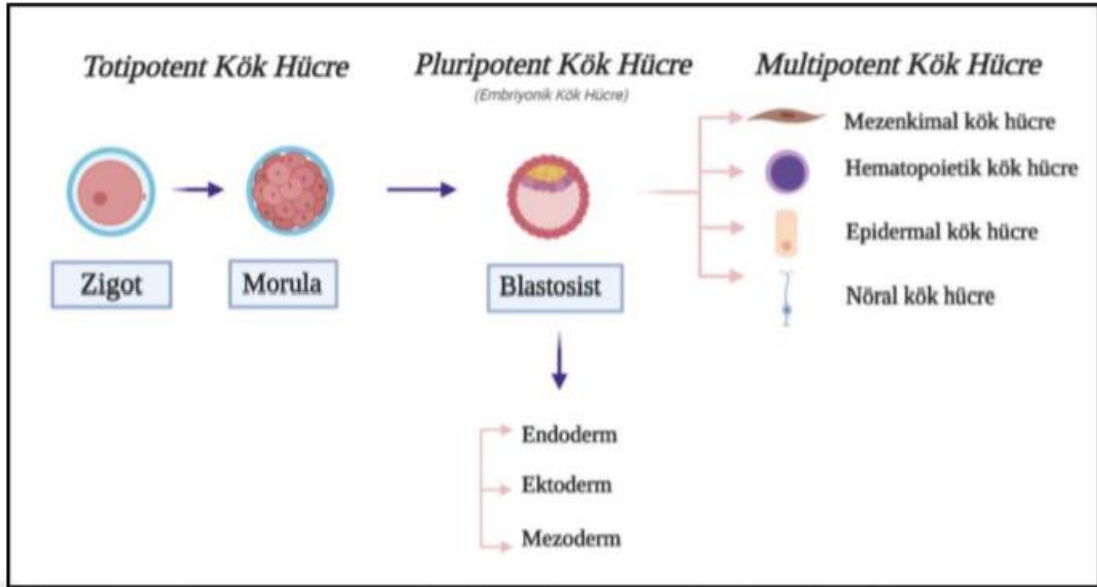 Totipotent Kök Hücre
Pluripotent Kök Hücre
(Embriyonik Kök Hücre)
Multipotent Kök Hücre
Mezenkimal kök hücre
Hematopoietik kök hücre
Epidermal kök hücre
Nöral kök hücre
Zigot
Morula
Blastosist
Endoderm
Ektoderm
Mezoderm